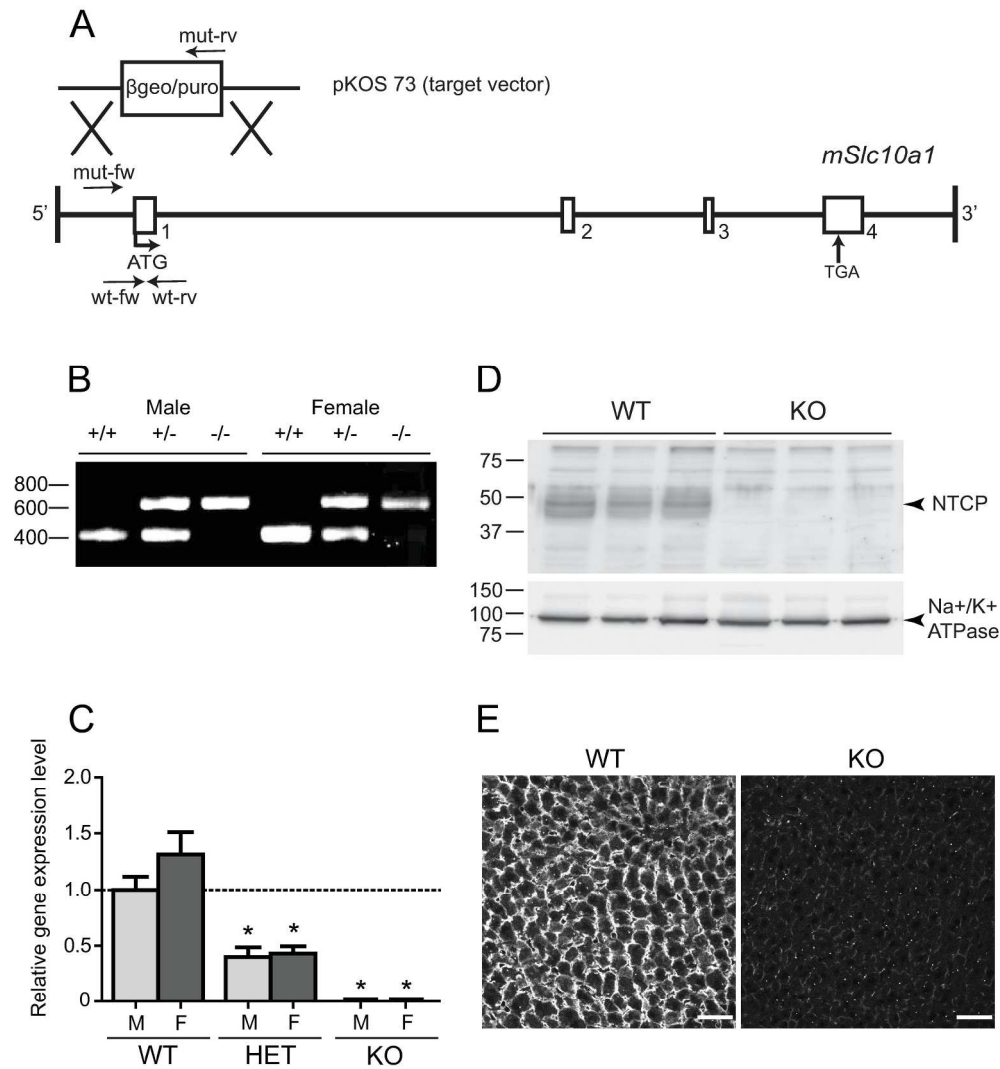 A
mut-rv
βgeo/puro
pKOS 73 (target vector)
mut-fw
mSlc10a1
5’
3’
1
2
3
4
ATG
TGA
wt-fw
wt-rv
B
Male
Female
+/+
+/-
-/-
+/+
+/-
-/-
800
600
400
C
Relative gene expression level
2.0
1.5
1.0
0.5
0
*
*
*
*
M
F
M
F
M
F
WT
HET
KO
D
WT
KO
75
50
37
NTCP
150
100
75
Na+/K+
ATPase
E
WT
KO